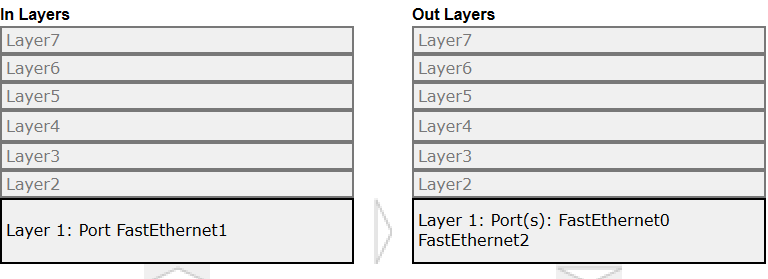 In Layers
Layer7
Layer6
Layer5
Layer4
Layer3
Layer2
Layer 1: Port FastEthernet1
Out Layers
Layer7
Layer6
Layer5
Layer4
Layer3
Layer2
Layer 1: Port(s): FastEthernet0
FastEthernet2